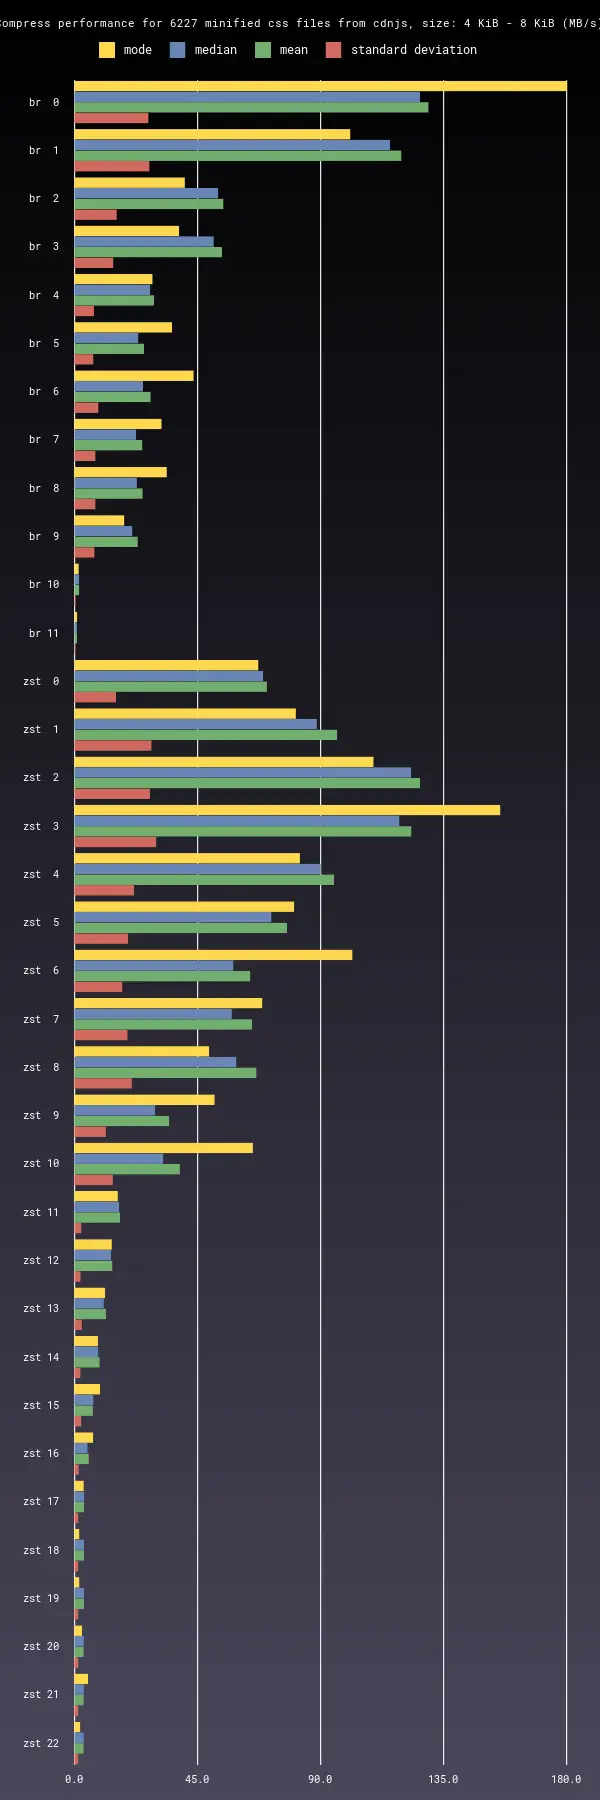 ompress performance for 6227 minified css files from cdnjs, size: 4 KiB - 8 KiB (MB/s)
mode median mean standard deviation
br 0
br 1
br 2
br 3
br 4
br 5
br 6
br 7
br 8
br 9
br 10
br 11
zst 0
zst 1
zst 2
zst 3
zst 4
zst 5
zst 6
zst 7
zst 8
zst 9
zst 10
zst 11
zst 12
zst 13
zst 14
zst 15
zst 16
zst 17
zst 18
zst 19
zst 20
zst 21
zst 22
0.0 45.0 90.0 135.0 180.0